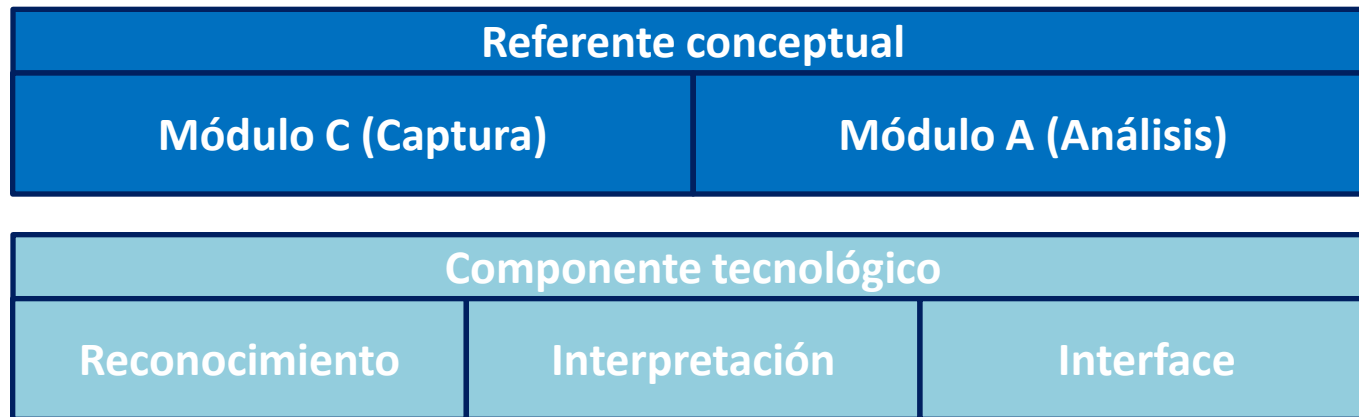 Referente conceptual
Módulo C (Captura)
Módulo A (Análisis)
Componente tecnológico
Reconocimiento
Interpretación
Interface